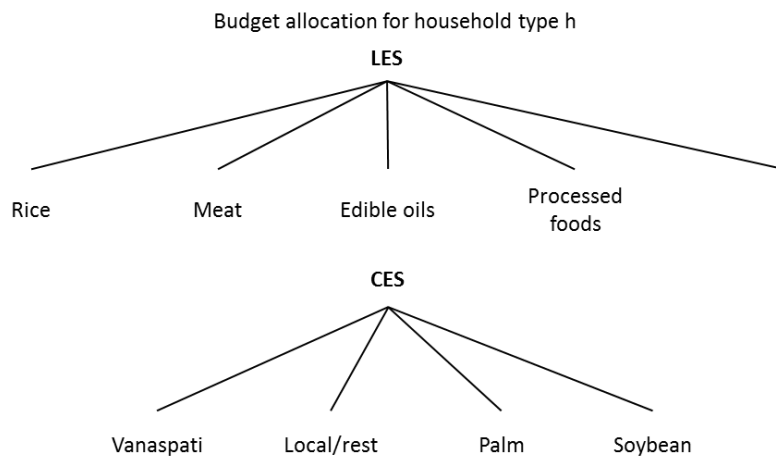 Budget allocation for household type h
LES
Rice
Meat
Edible oils
Processed
foods
CES
Vanaspati
Local/rest
Palm
Soybean